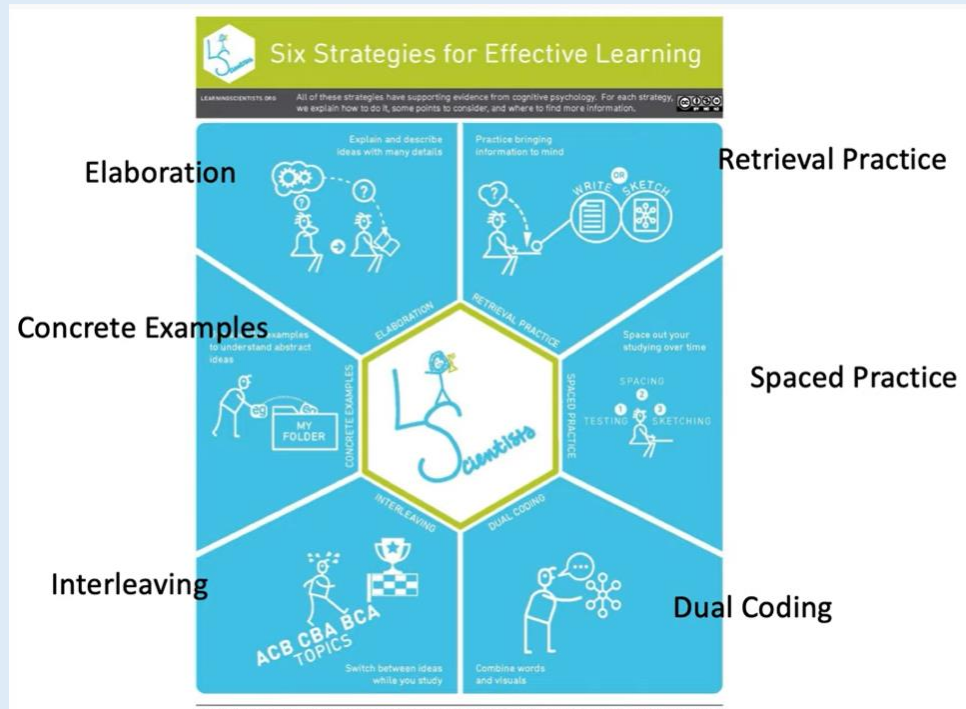 Six Strategies for Effective Learning
LEARNINGSCIENTISTS.ORG
All of these strategies have supporting evidence from cognitive psychology. For each strategy,
we explain how to do it, some points to consider, and where to find more information.
Elaboration
Explain and describe
ideas with many details
?
?
ELABORATION
Retrieval Practice
Practice bringing
information to mind
?
OR
WRITE SKETCH
RETRIEVAL PRACTICE
Concrete Examples
examples
to understand abstract
ideas
eg
MY
FOLDER
CONCRETE EXAMPLES
Spaced Practice
Space out your
studying over time
SPACING
2
1 3
TESTING SKETCHING
SPACED PRACTICE
LScientists
Interleaving
INTERLEAVING
ACB CBA BCA
TOPICS
Switch between ideas
while you study
Dual Coding
DUAL CODING
Combine words
and visuals